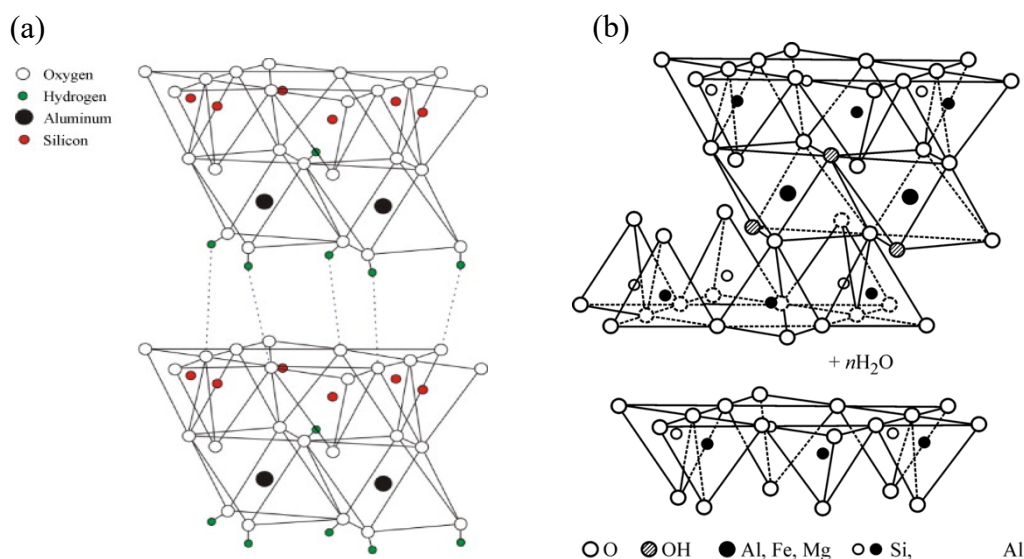 (a)
Oxygen
Hydrogen
Aluminum
Silicon
(b)
+ nH₂O
O OH Al, Fe, Mg Si, Al